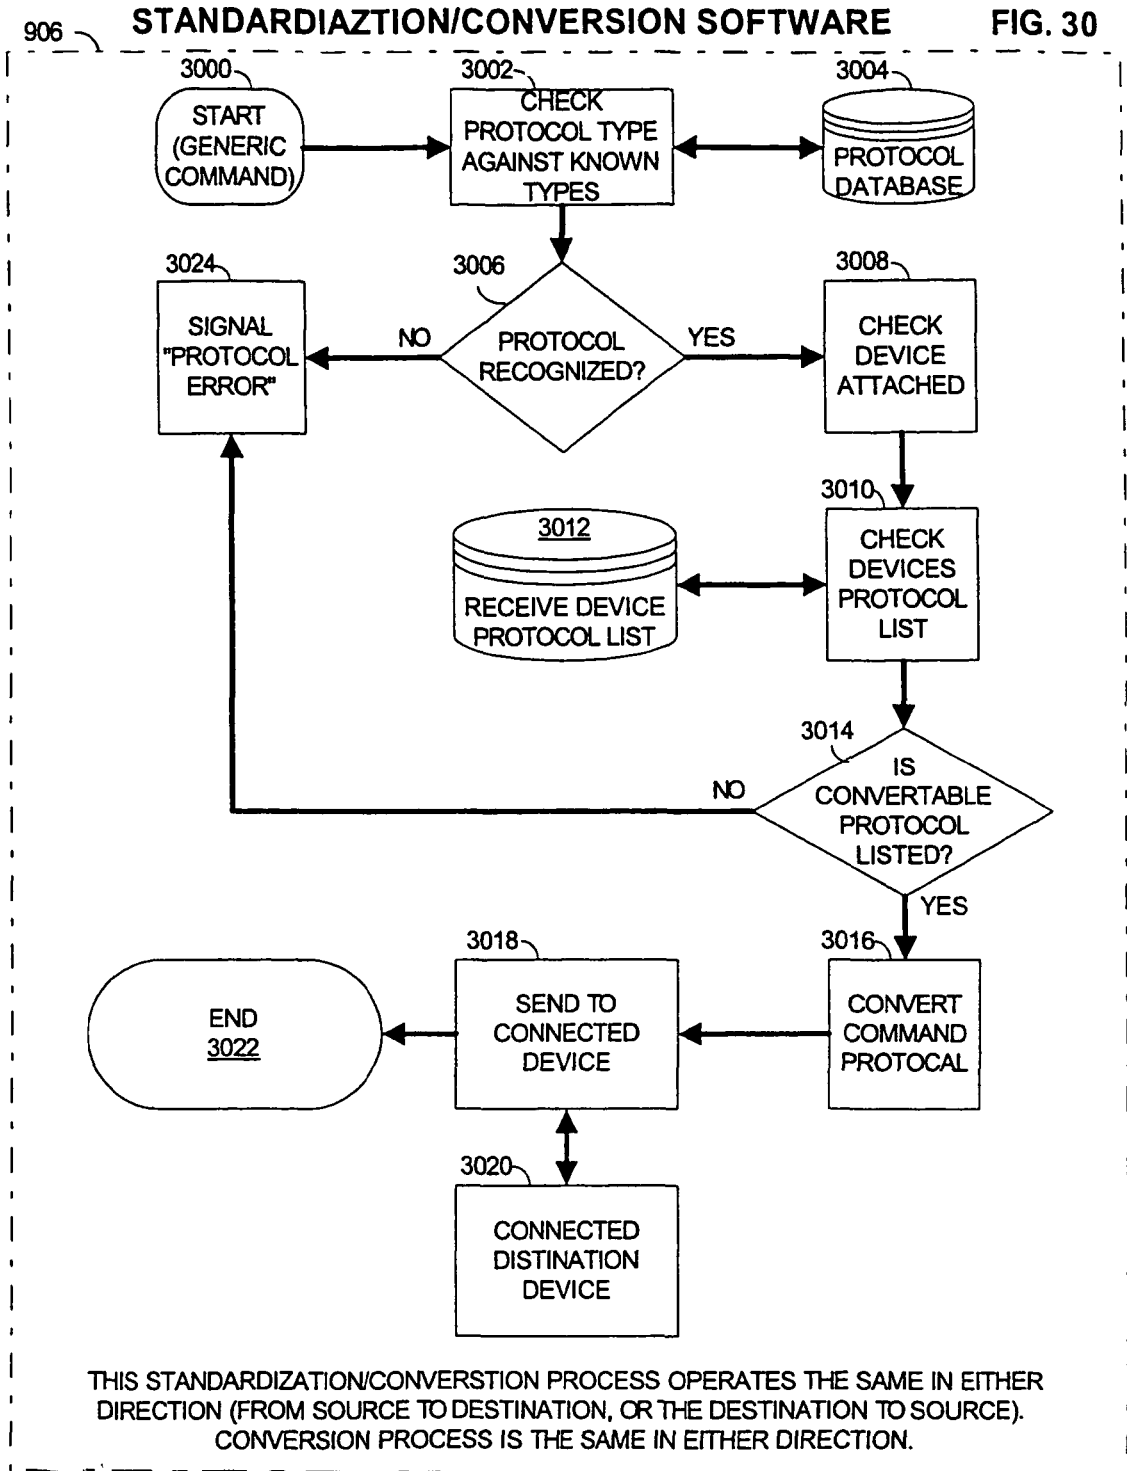 STANDARDIAZTION/CONVERSION SOFTWARE
FIG. 30
906
3000
START
(GENERIC
COMMAND)
3002
CHECK
PROTOCOL TYPE
AGAINST KNOWN
TYPES
3004
PROTOCOL
DATABASE
3024
SIGNAL
"PROTOCOL
ERROR"
NO
3006
PROTOCOL
RECOGNIZED?
YES
3008
CHECK
DEVICE
ATTACHED
3012
RECEIVE DEVICE
PROTOCOL LIST
3010
CHECK
DEVICES
PROTOCOL
LIST
3014
NO
IS
CONVERTABLE
PROTOCOL
LISTED?
YES
END
3022
3018
SEND TO
CONNECTED
DEVICE
3016
CONVERT
COMMAND
PROTOCAL
3020
CONNECTED
DISTINATION
DEVICE
THIS STANDARDIZATION/CONVERSTION PROCESS OPERATES THE SAME IN EITHER
DIRECTION (FROM SOURCE TO DESTINATION, OR THE DESTINATION TO SOURCE).
CONVERSION PROCESS IS THE SAME IN EITHER DIRECTION.